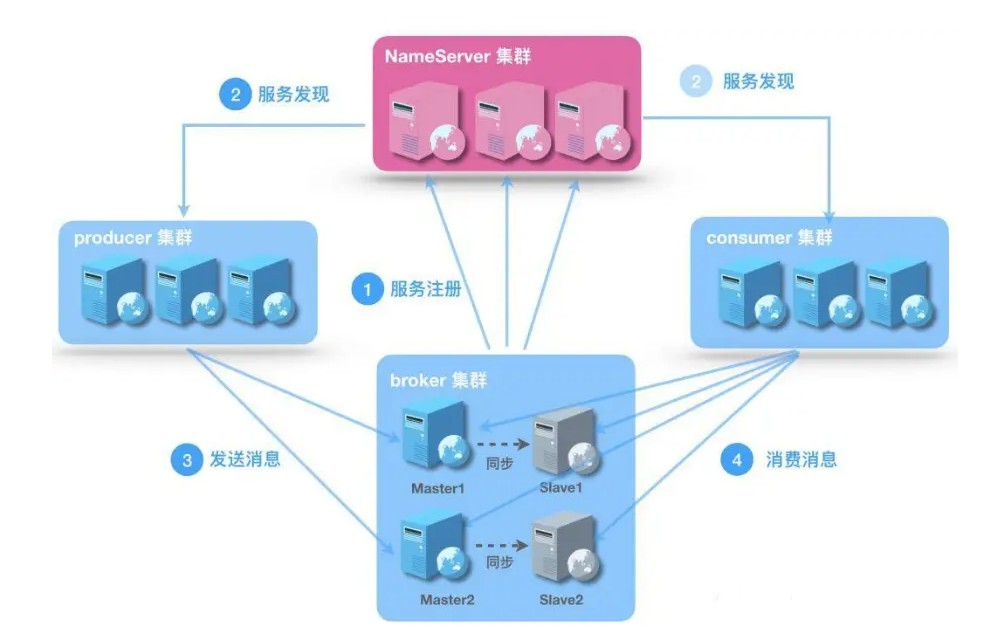 NameServer 集群
2 服务发现
2 服务发现
producer 集群
consumer 集群
1 服务注册
broker 集群
同步
Master1
Slave1
3 发送消息
4 消费消息
同步
Master2
Slave2